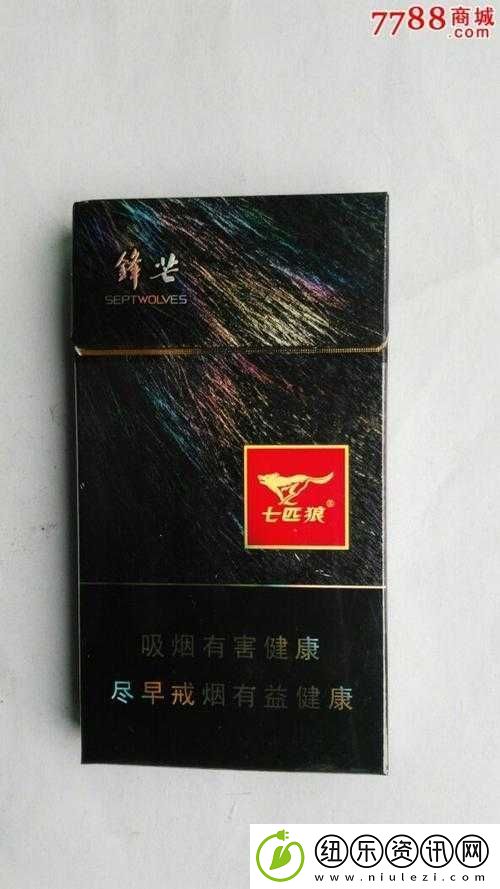 7788商城
.com
鋒芒
SEPTWOLVES
七匹狼®
吸烟有害健康
尽早戒烟有益健康
纽乐资讯网
www.niulezi.com